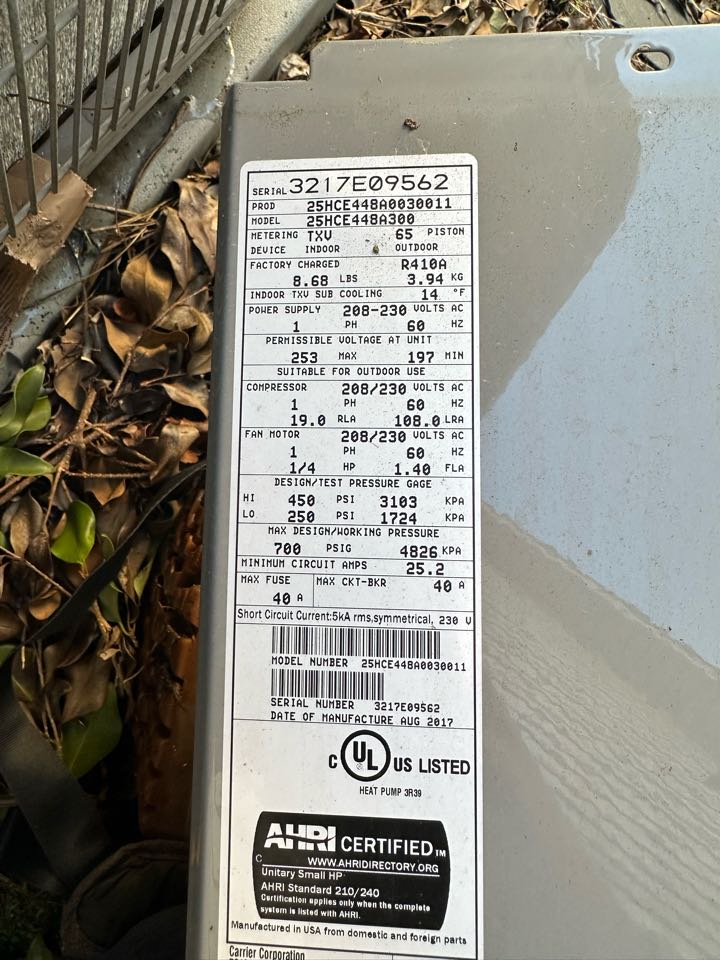 SERIAL 3217E09562
PROD 25HCE448A0030011
MODEL 25HCE448A300
METERING TXV 65 PISTON
DEVICE INDOOR OUTDOOR
FACTORY CHARGED R410A
8.68 LBS 3.94 KG
INDOOR TXV SUB COOLING 14 °F
POWER SUPPLY 208-230 VOLTS AC
1 PH 60 HZ
PERMISSIBLE VOLTAGE AT UNIT
253 MAX 197 MIN
SUITABLE FOR OUTDOOR USE
COMPRESSOR 208/230 VOLTS AC
1 PH 60 HZ
19.0 RLA 108.0 LRA
FAN MOTOR 208/230 VOLTS AC
1 PH 60 HZ
1/4 HP 1.40 FLA
DESIGN/TEST PRESSURE GAGE
HI 450 PSI 3103 KPA
LO 250 PSI 1724 KPA
MAX DESIGN/WORKING PRESSURE
700 PSIG 4826 KPA
MINIMUM CIRCUIT AMPS 25.2
MAX FUSE MAX CKT-BKR 40 A
40 A
Short Circuit Current:5kA rms,symmetrical, 230 V
MODEL NUMBER 25HCE448A0030011
SERIAL NUMBER 3217E09562
DATE OF MANUFACTURE AUG 2017
C UL US LISTED
HEAT PUMP 3R39
AHRI CERTIFIED TM
C WWW.AHRIDIRECTORY.ORG
Unitary Small HP
AHRI Standard 210/240
Certification applies only when the complete
system is listed with AHRI.
Manufactured in USA from domestic and foreign parts
Carrier Corporation